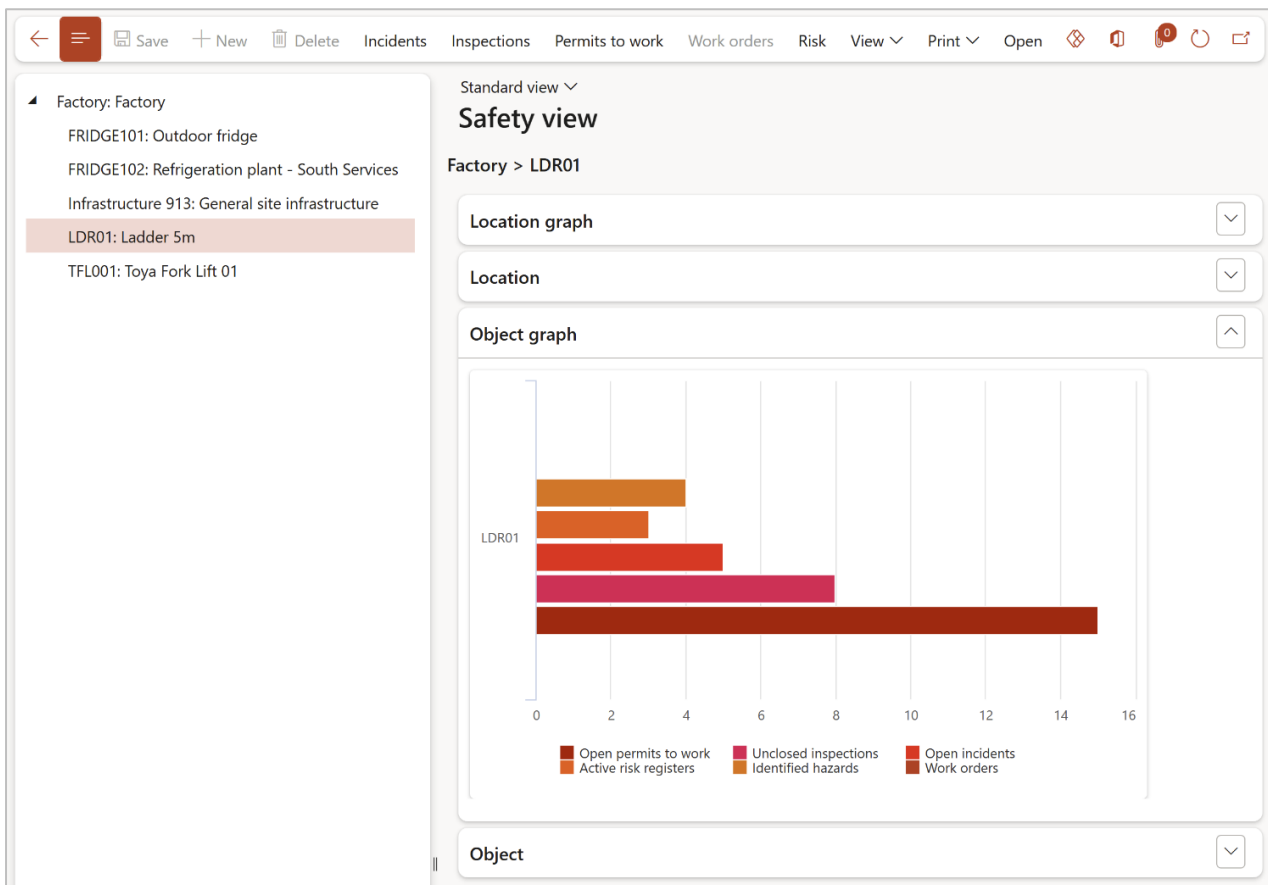 Save New Delete Incidents Inspections Permits to work Work orders Risk View Print Open 0
Factory: Factory
FRIDGE101: Outdoor fridge
FRIDGE102: Refrigeration plant - South Services
Infrastructure 913: General site infrastructure
LDR01: Ladder 5m
TFL001: Toya Fork Lift 01
Standard view
Safety view
Factory > LDR01
Location graph
Location
Object graph
LDR01
0 2 4 6 8 10 12 14 16
Open permits to work Unclosed inspections Open incidents
Active risk registers Identified hazards Work orders
Object